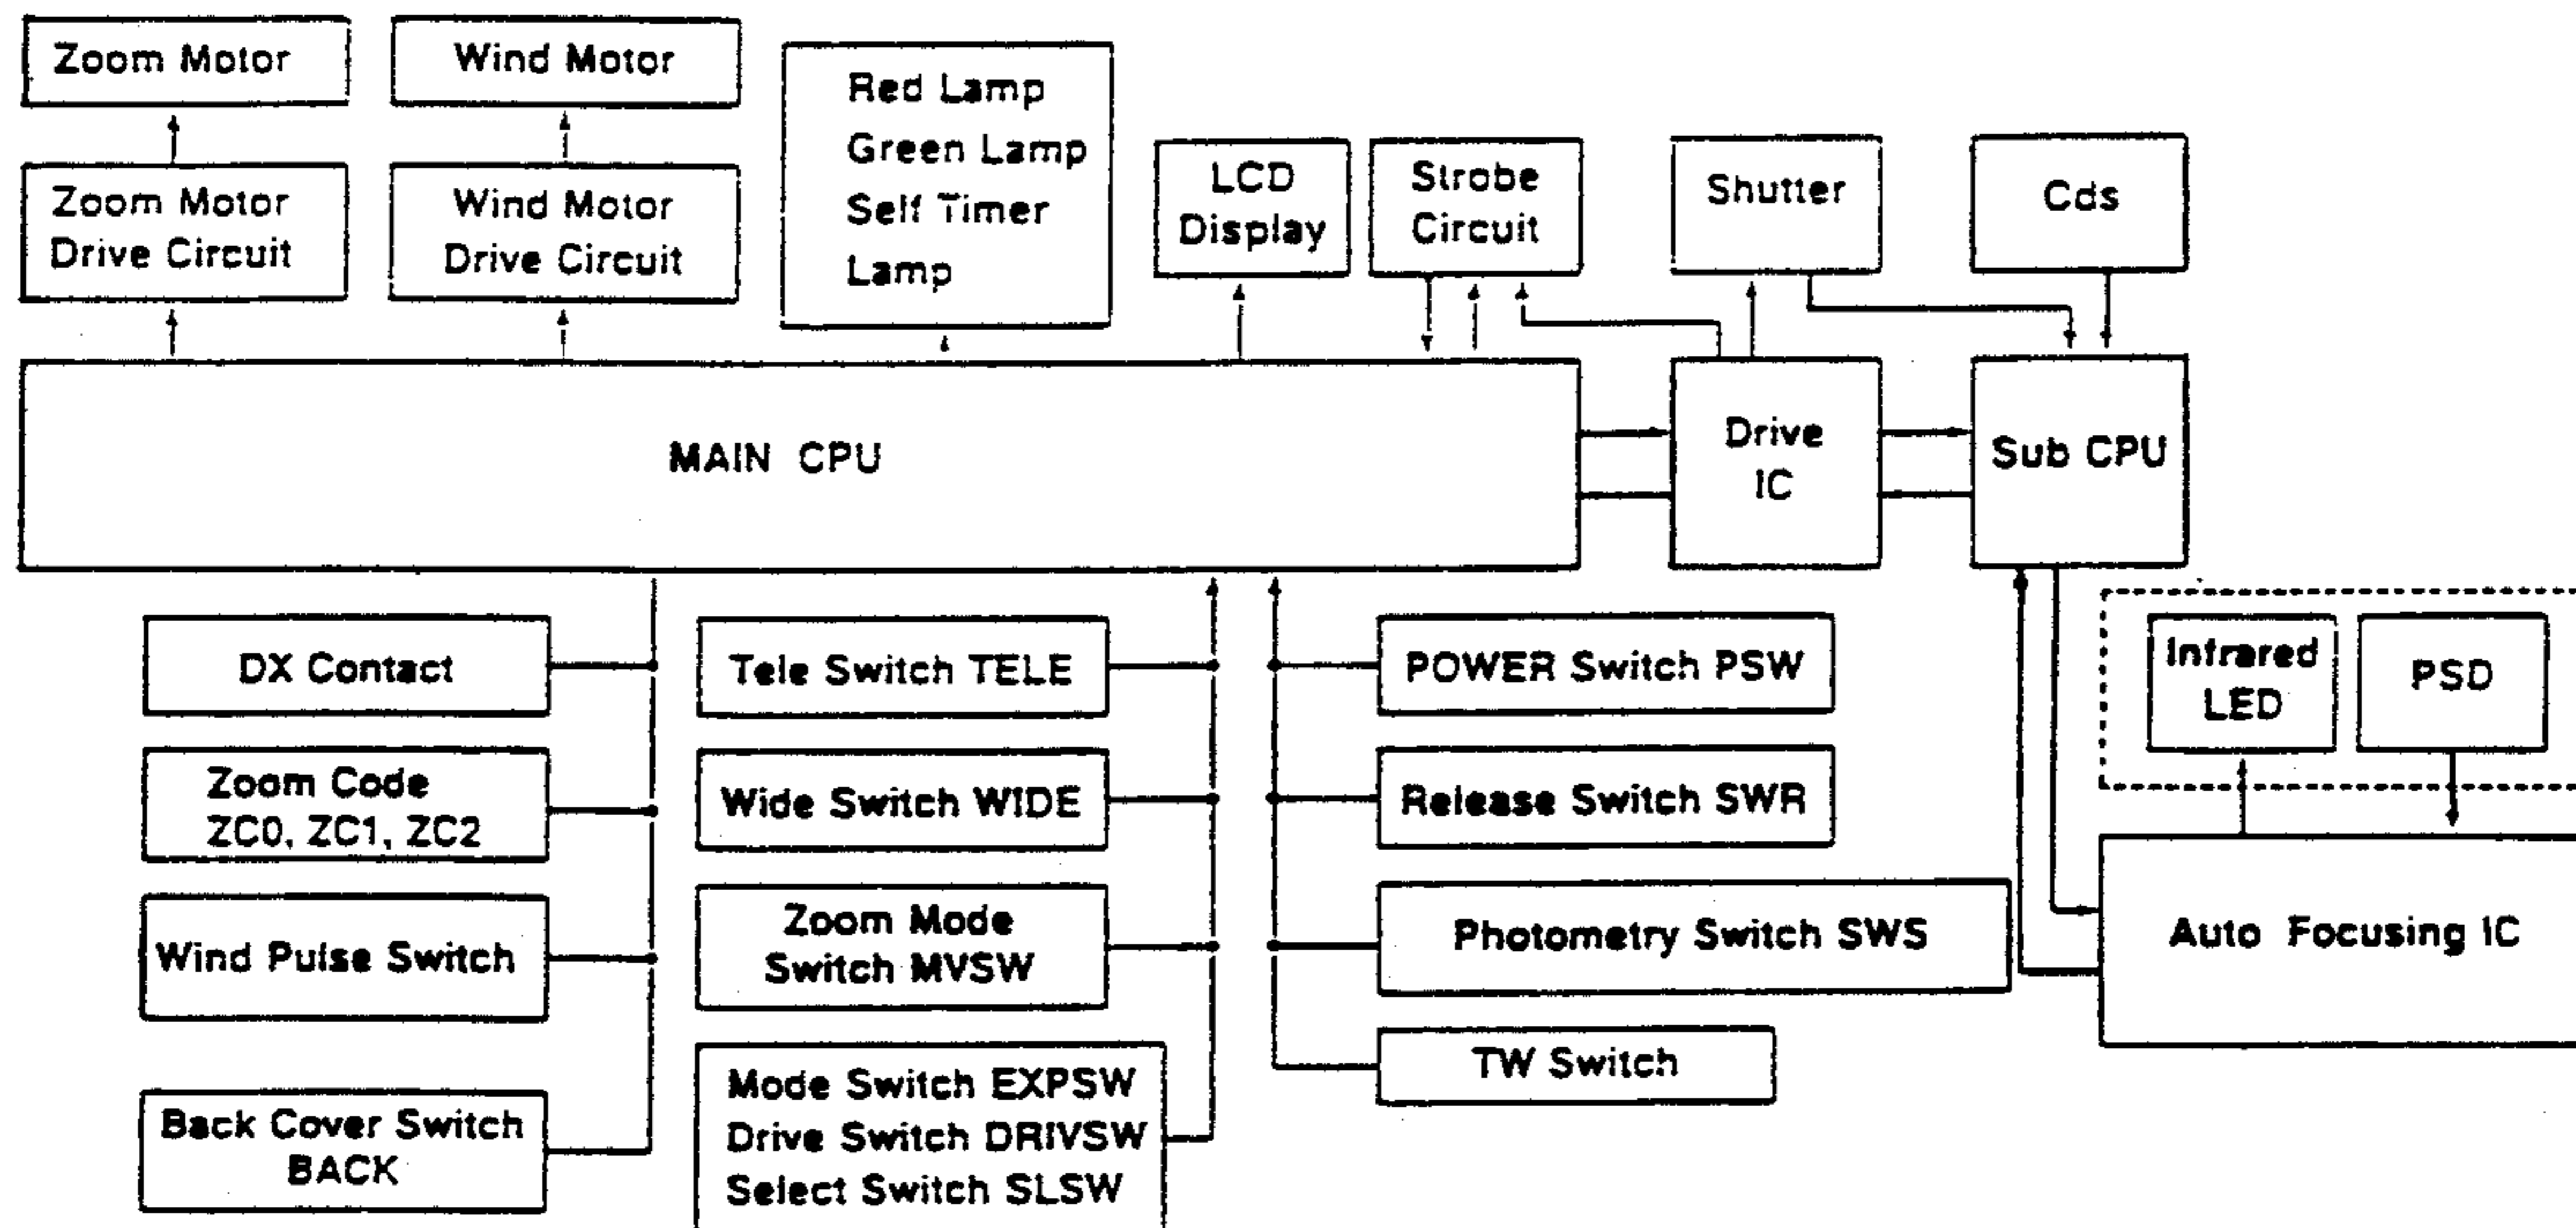 Zoom Motor
Wind Motor
Red Lamp
Green Lamp
Self Timer
Lamp
Zoom Motor
Drive Circuit
Wind Motor
Drive Circuit
LCD
Display
Strobe
Circuit
Shutter
Cds
MAIN CPU
Drive
IC
Sub CPU
DX Contact
Zoom Code
ZC0, ZC1, ZC2
Wind Pulse Switch
Back Cover Switch
BACK
Tele Switch TELE
Wide Switch WIDE
Zoom Mode
Switch MVSW
Mode Switch EXPSW
Drive Switch DRIVSW
Select Switch SLSW
POWER Switch PSW
Release Switch SWR
Photometry Switch SWS
TW Switch
Infrared
LED
PSD
Auto Focusing IC